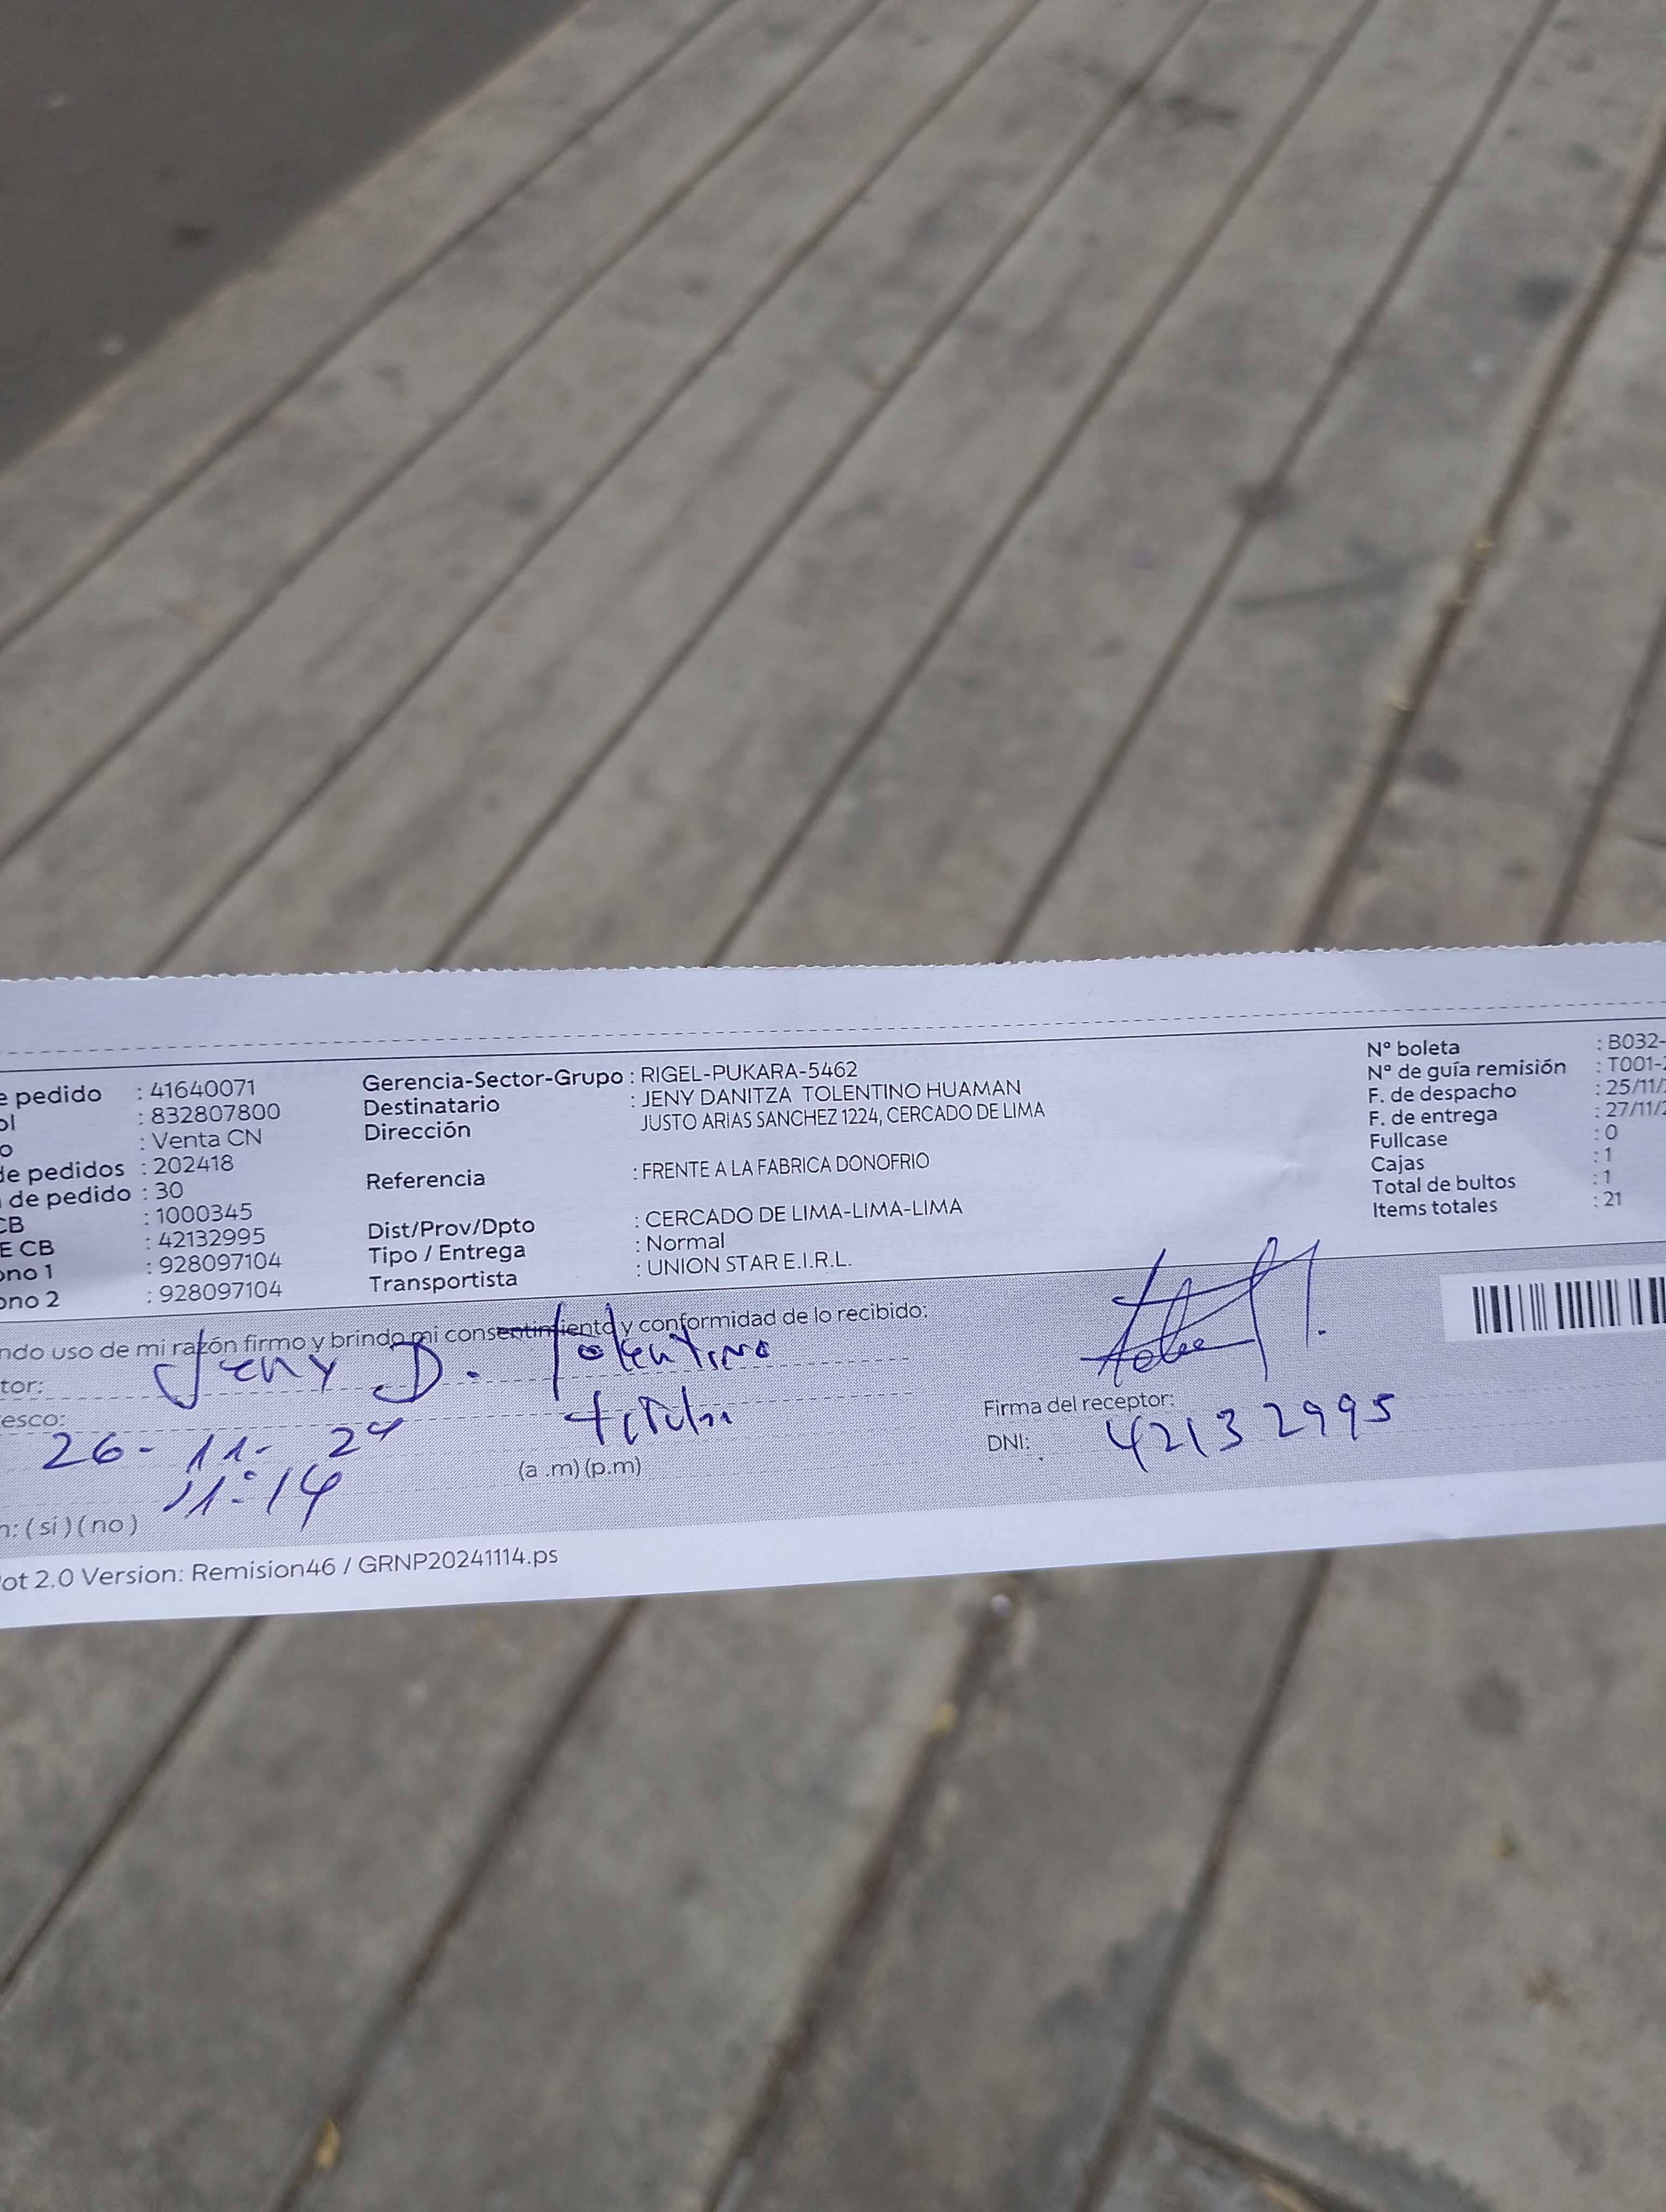 e pedido : 41640071
ol : 832807800
o : Venta CN
de pedidos : 202418
de pedido : 30
CB : 1000345
E CB : 42132995
ono 1 : 928097104
ono 2 : 928097104
Gerencia-Sector-Grupo : RIGEL-PUKARA-5462
Destinatario : JENY DANITZA TOLENTINO HUAMAN
Dirección JUSTO ARIAS SANCHEZ 1224, CERCADO DE LIMA
Referencia : FRENTE A LA FABRICA DONOFRIO
Dist/Prov/Dpto : CERCADO DE LIMA-LIMA-LIMA
Tipo / Entrega : Normal
Transportista : UNION STAR E.I.R.L.
Nº boleta : B032-
Nº de guía remisión : T001-
F. de despacho : 25/11/
F. de entrega : 27/11/2
Fullcase : 0
Cajas : 1
Total de bultos : 1
Items totales : 21
ndo uso de mi razón firmo y brindo mi consentimiento y conformidad de lo recibido:
tor: Jeny D. Tolentino
esco: titular
26-11-24
11:14 (a .m) (p.m)
n: (si) (no)
Firma del receptor:
DNI: 42132995
ot 2.0 Version: Remision46 / GRNP20241114.ps